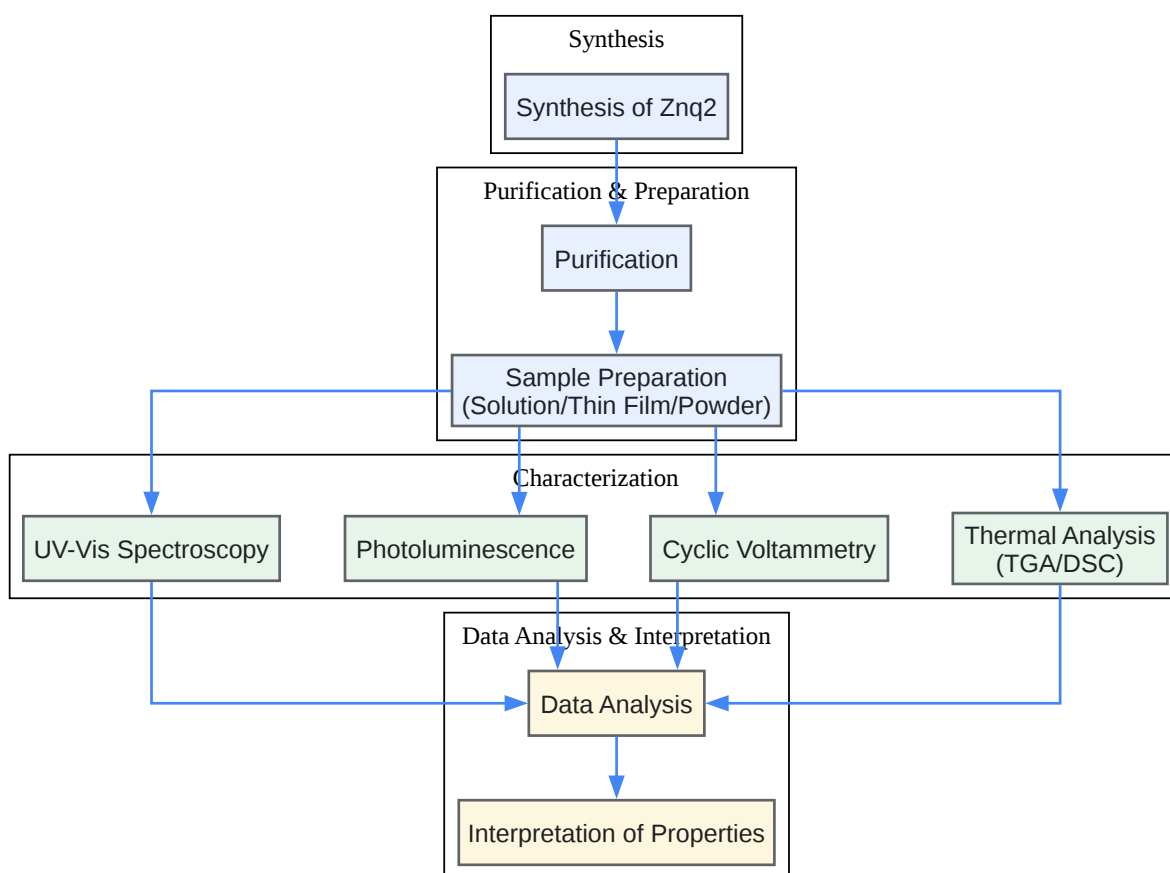 Synthesis
Synthesis of Znq2
Purification & Preparation
Purification
Sample Preparation
(Solution/Thin Film/Powder)
Characterization
UV-Vis Spectroscopy
Photoluminescence
Cyclic Voltammetry
Thermal Analysis
(TGA/DSC)
Data Analysis & Interpretation
Data Analysis
Interpretation of Properties